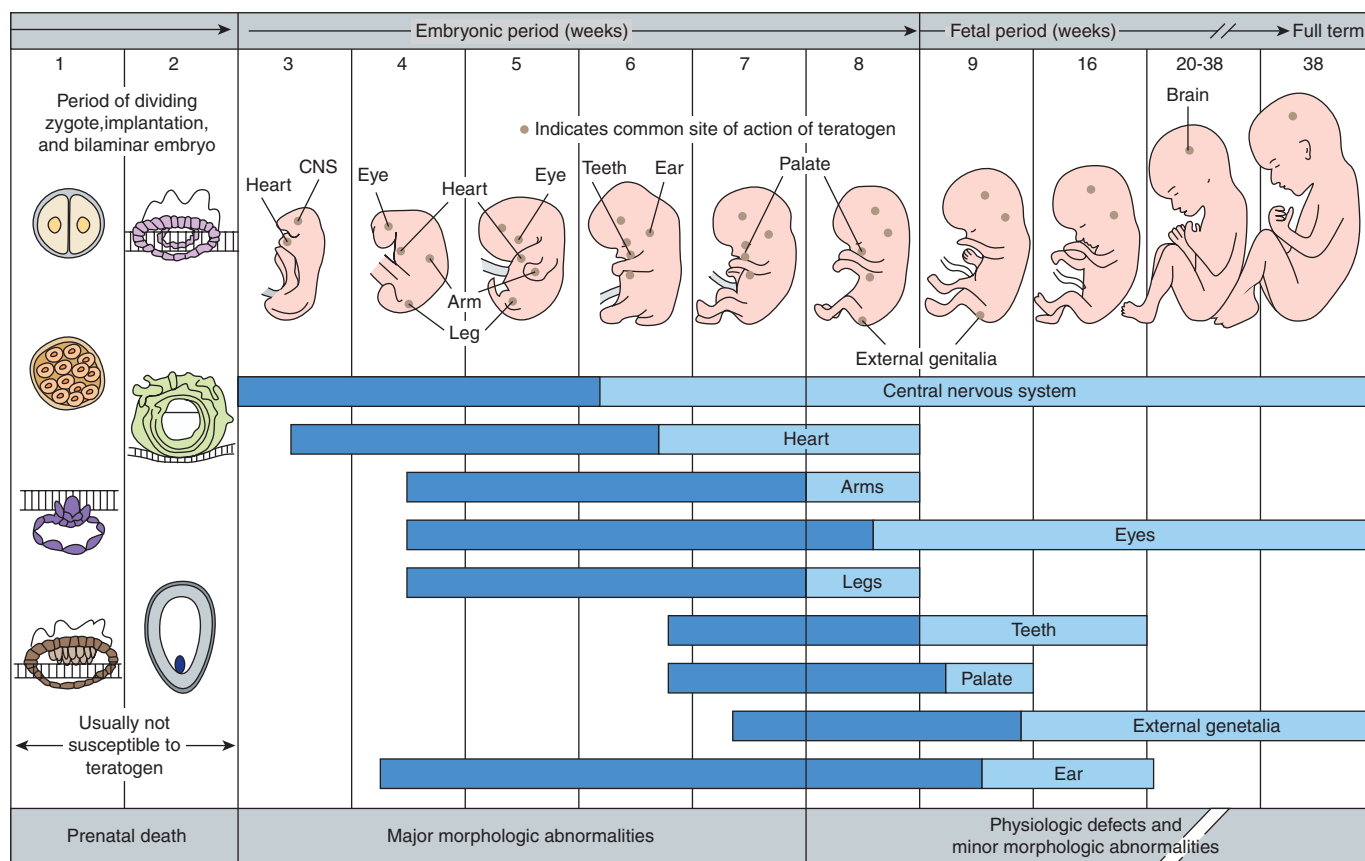 Embryonic period (weeks)
Fetal period (weeks)
Full term
1
2
3
4
5
6
7
8
9
16
20-38
38
Period of dividing
zygote,implantation,
and bilaminar embryo
Indicates common site of action of teratogen
Brain
Heart
CNS
Eye
Heart
Eye
Teeth
Ear
Palate
Arm
Leg
External genitalia
Central nervous system
Heart
Arms
Eyes
Legs
Teeth
Palate
External genetalia
Ear
Usually not
susceptible to
teratogen
Prenatal death
Major morphologic abnormalities
Physiologic defects and
minor morphologic abnormalities